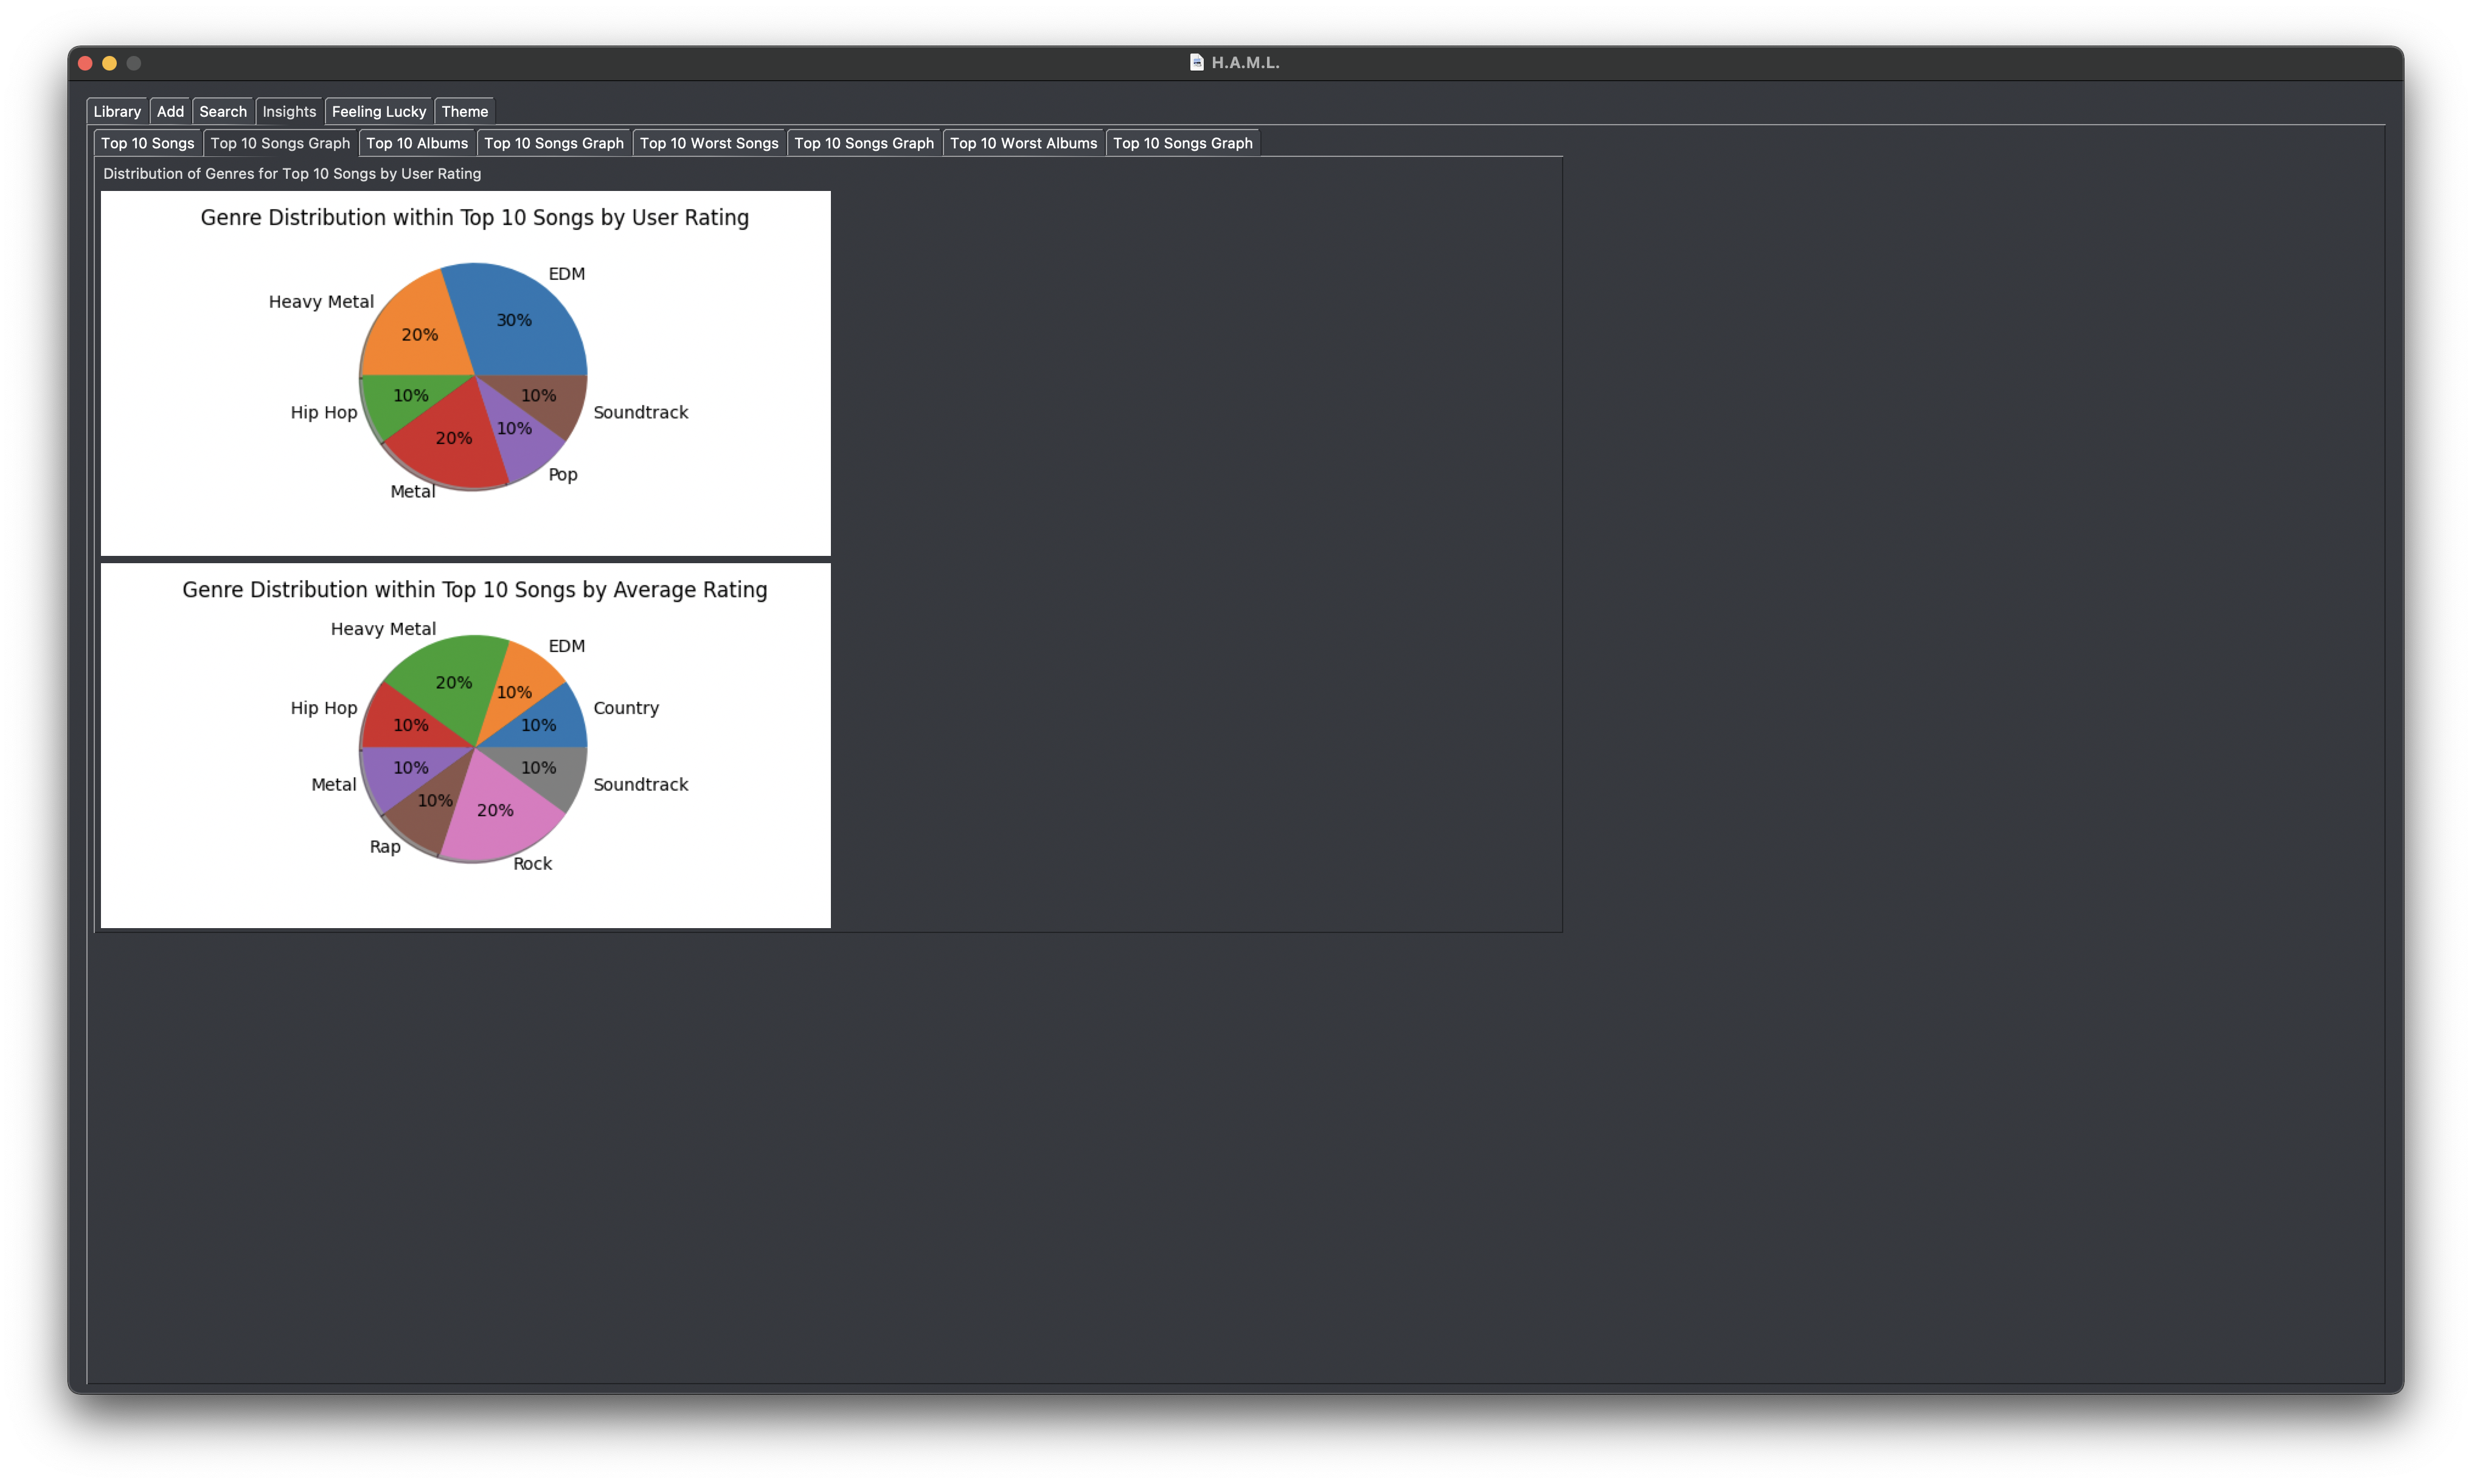 H.A.M.L.
Library Add Search Insights Feeling Lucky Theme
Top 10 Songs Top 10 Songs Graph Top 10 Albums Top 10 Songs Graph Top 10 Worst Songs Top 10 Songs Graph Top 10 Worst Albums Top 10 Songs Graph
Distribution of Genres for Top 10 Songs by User Rating
Genre Distribution within Top 10 Songs by User Rating
EDM
Heavy Metal
30%
20%
10% 10%
Hip Hop Soundtrack
10%
20%
Pop
Metal
Genre Distribution within Top 10 Songs by Average Rating
Heavy Metal
EDM
20%
10%
Hip Hop Country
10% 10%
10% 10%
Metal Soundtrack
10%
20%
Rap
Rock